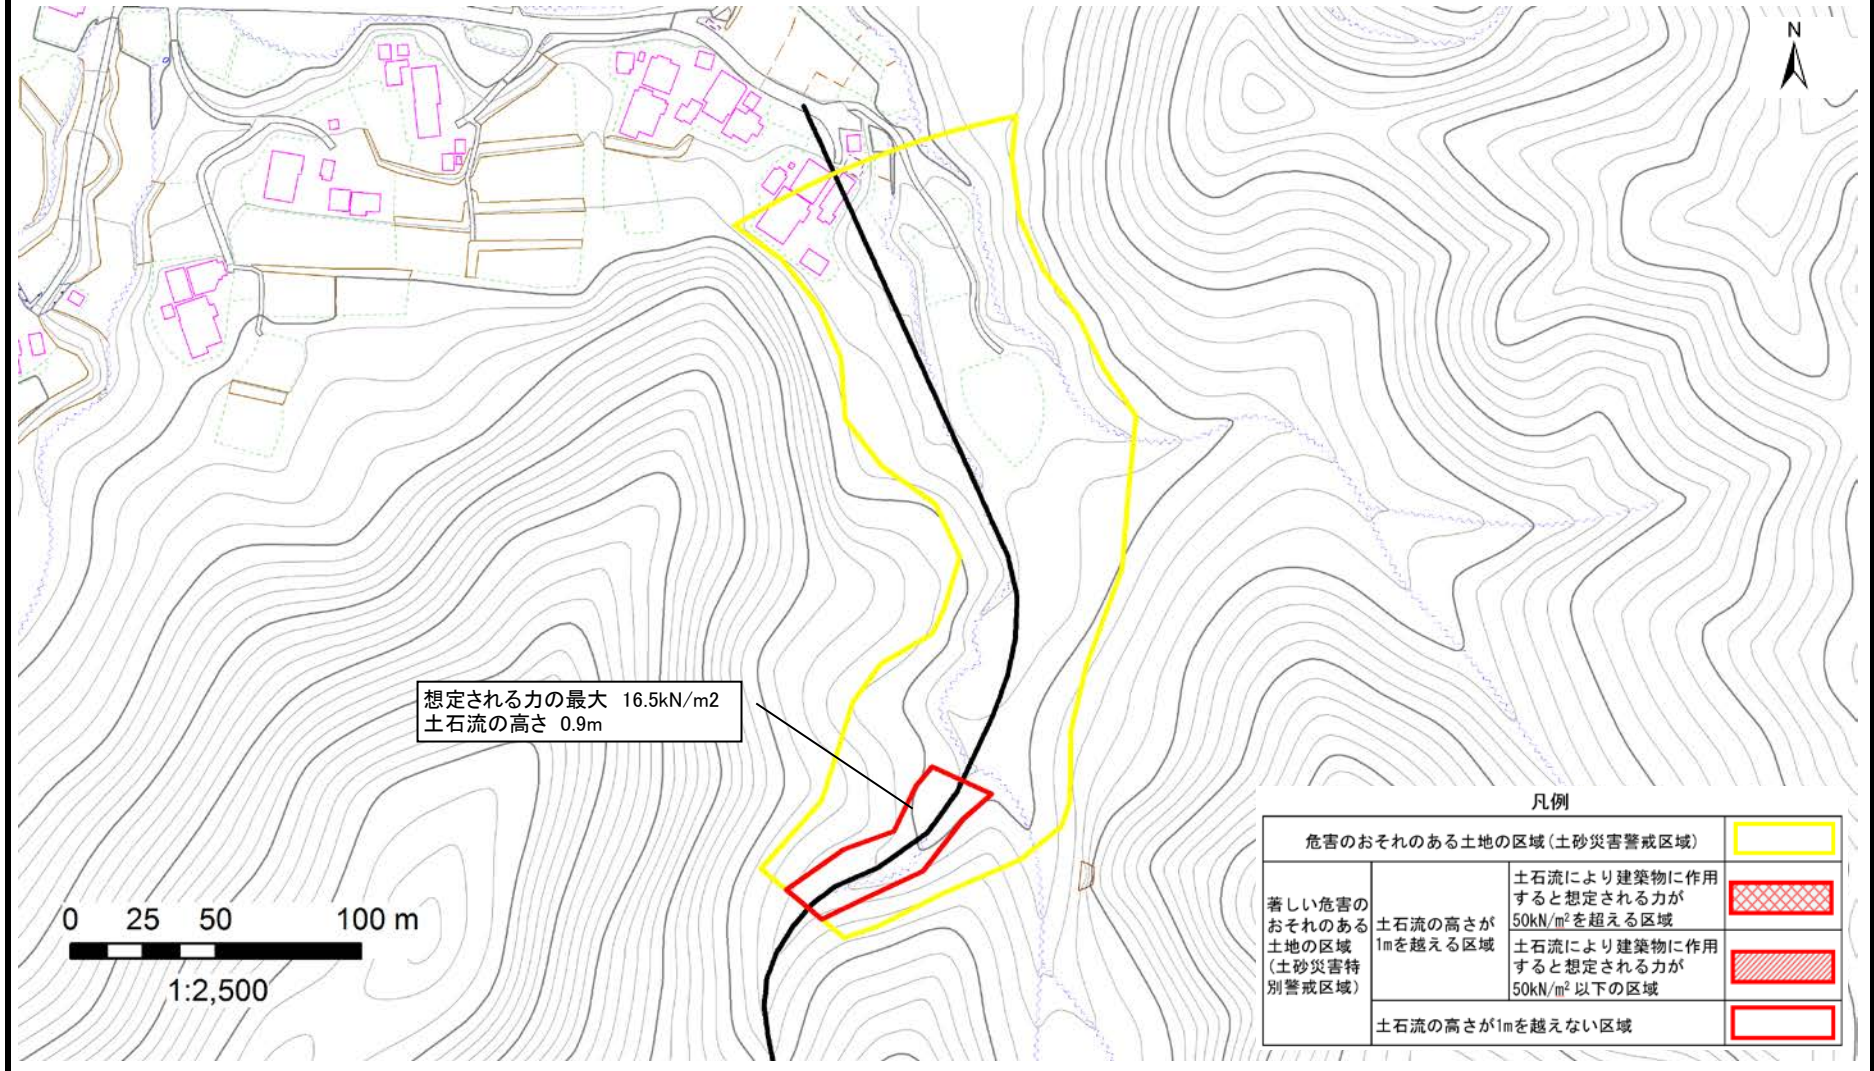 N
想定される力の最大 16.5kN/m2
土石流の高さ 0.9m
0 25 50 100 m
1:2,500
凡例
危害のおそれのある土地の区域(土砂災害警戒区域)
著しい危害の
おそれのある
土地の区域
(土砂災害特
別警戒区域)
土石流の高さが
1mを越える区域
土石流により建築物に作用
すると想定される力が
50kN/m²を超える区域
土石流により建築物に作用
すると想定される力が
50kN/m²以下の区域
土石流の高さが1mを越えない区域